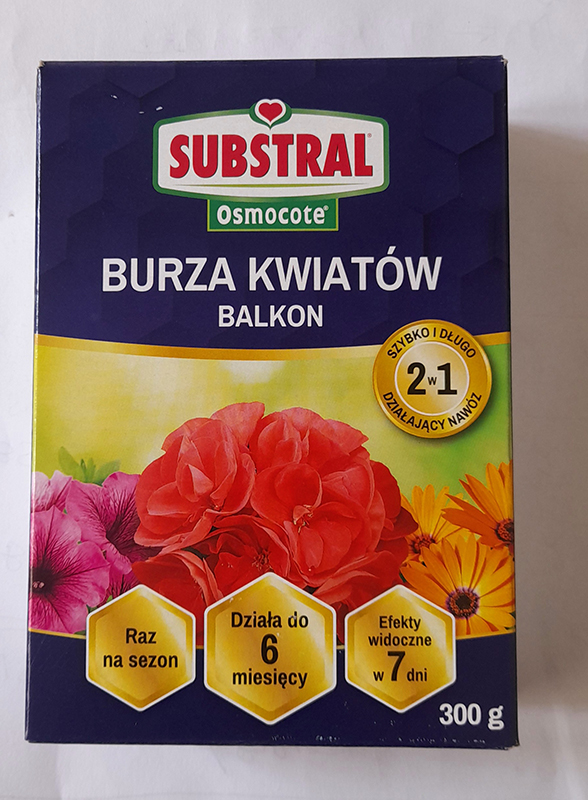 SUBSTRAL®
Osmocote®
BURZA KWIATÓW
BALKON
SZYBKO I DŁUGO
2w1
DZIAŁAJĄCY NAWÓZ
Raz
na sezon
Działa do
6
miesięcy
Efekty
widoczne
w 7 dni
300 g